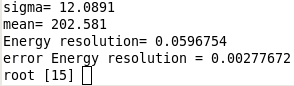 sigma= 12.0891
mean= 202.581
Energy resolution= 0.0596754
error Energy resolution = 0.00277672
root [15]